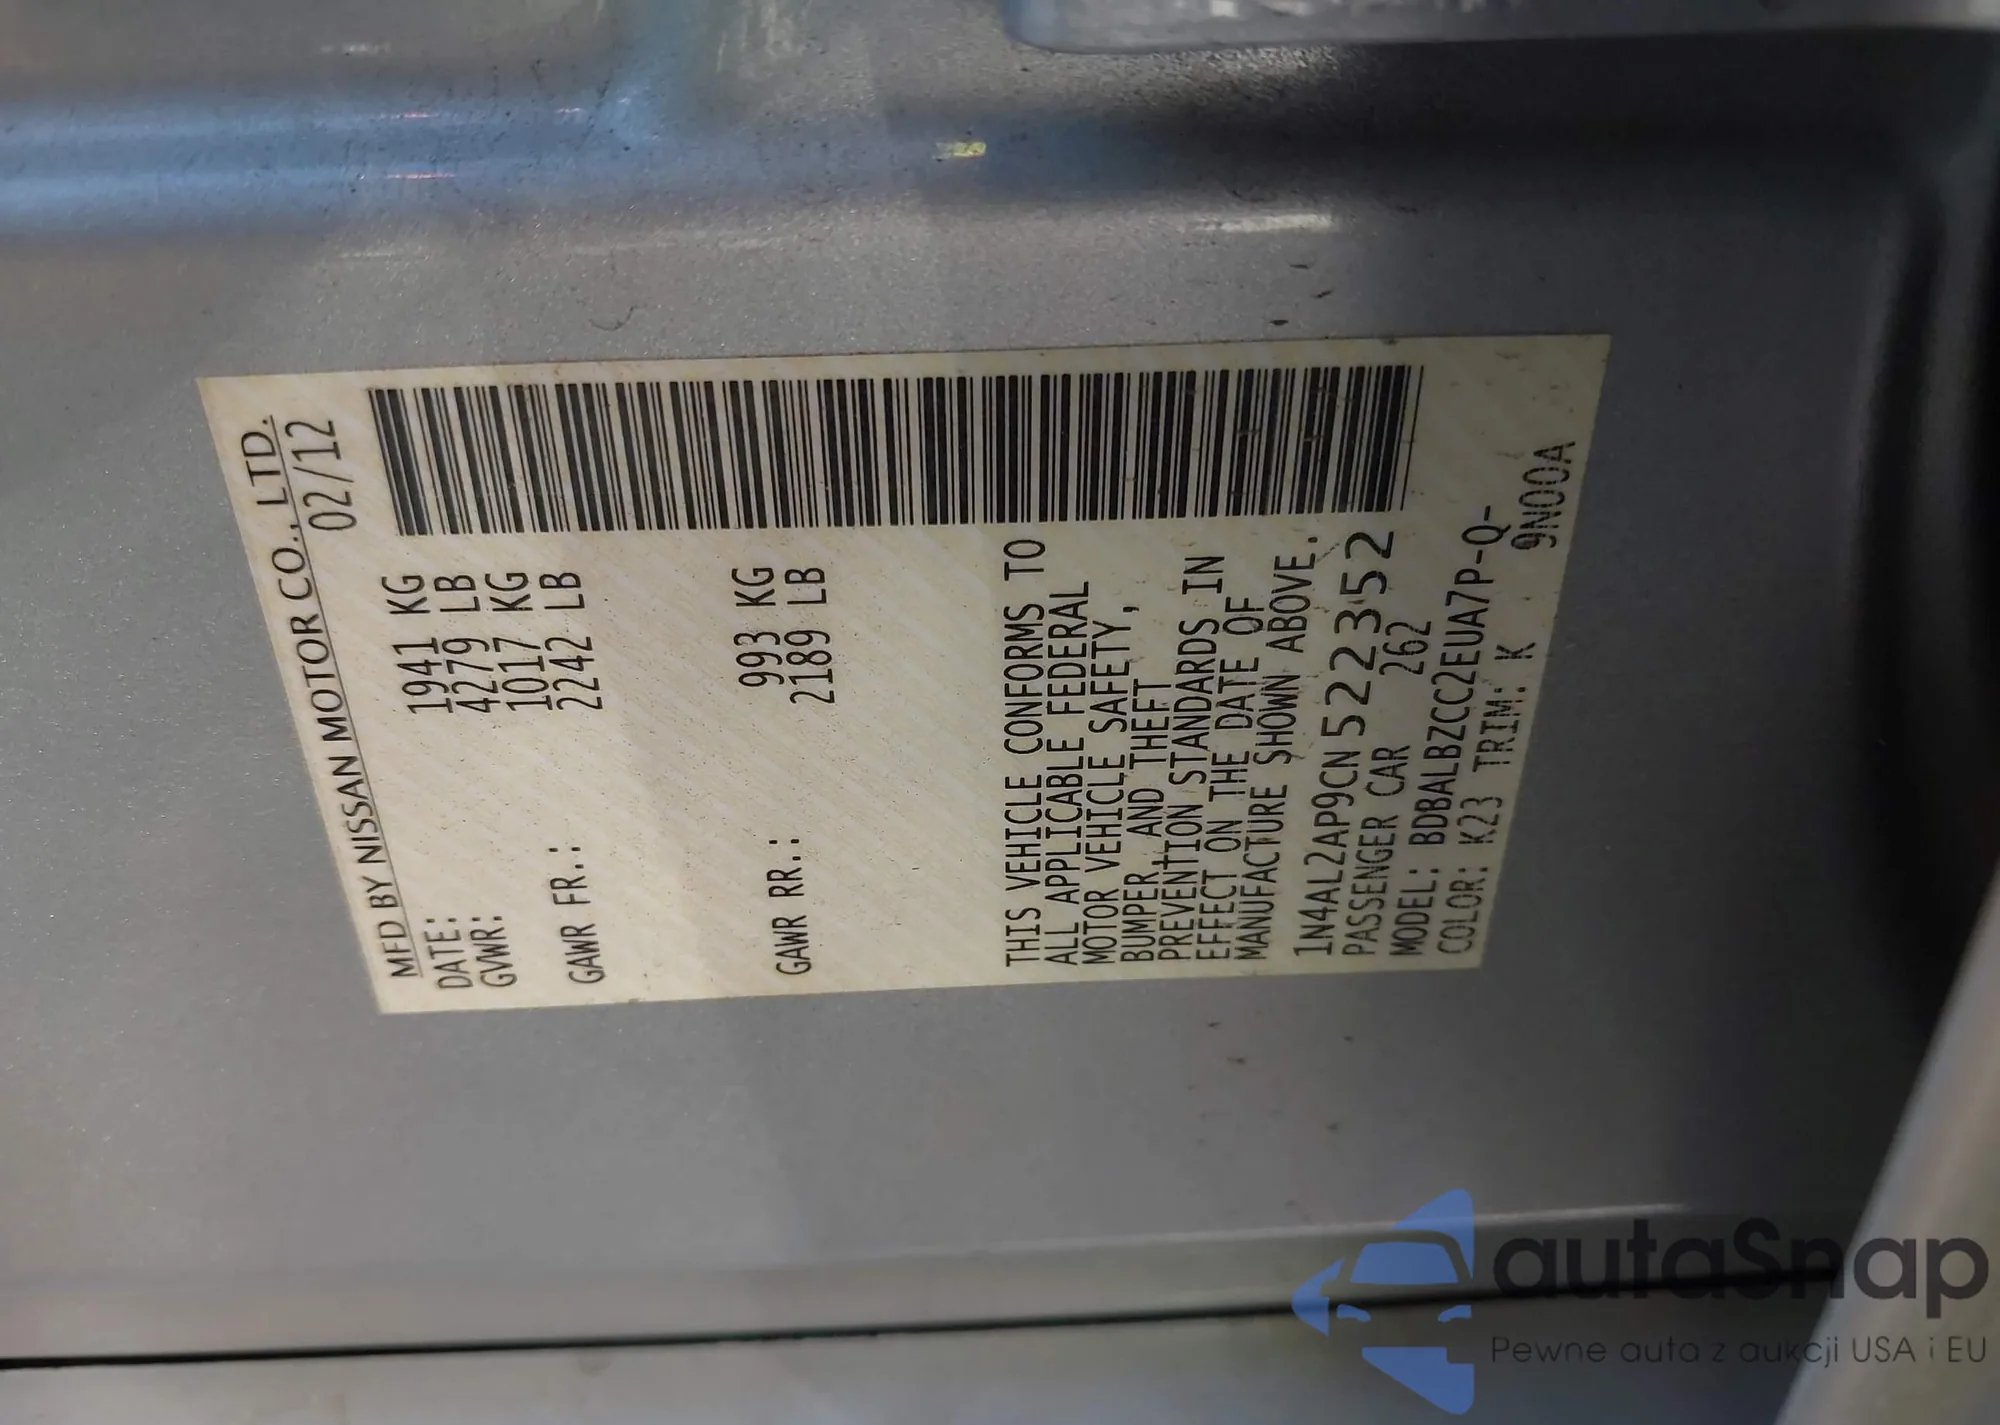 MFD BY NISSAN MOTOR CO., LTD.
DATE: 02/12
GVWR: 1941 KG
4279 LB
GAWR FR.: 1017 KG
2242 LB
GAWR RR.: 993 KG
2189 LB
THIS VEHICLE CONFORMS TO
ALL APPLICABLE FEDERAL
MOTOR VEHICLE SAFETY,
BUMPER, AND THEFT
PREVENTION STANDARDS IN
EFFECT ON THE DATE OF
MANUFACTURE SHOWN ABOVE.
1N4AL2AP9CN522352
PASSENGER CAR 262
MODEL: BDBALBZCC2EUA7P-Q-
COLOR: K23 TRIM: K 9N00A
autaSnap
Pewne auta z aukcji USA i EU